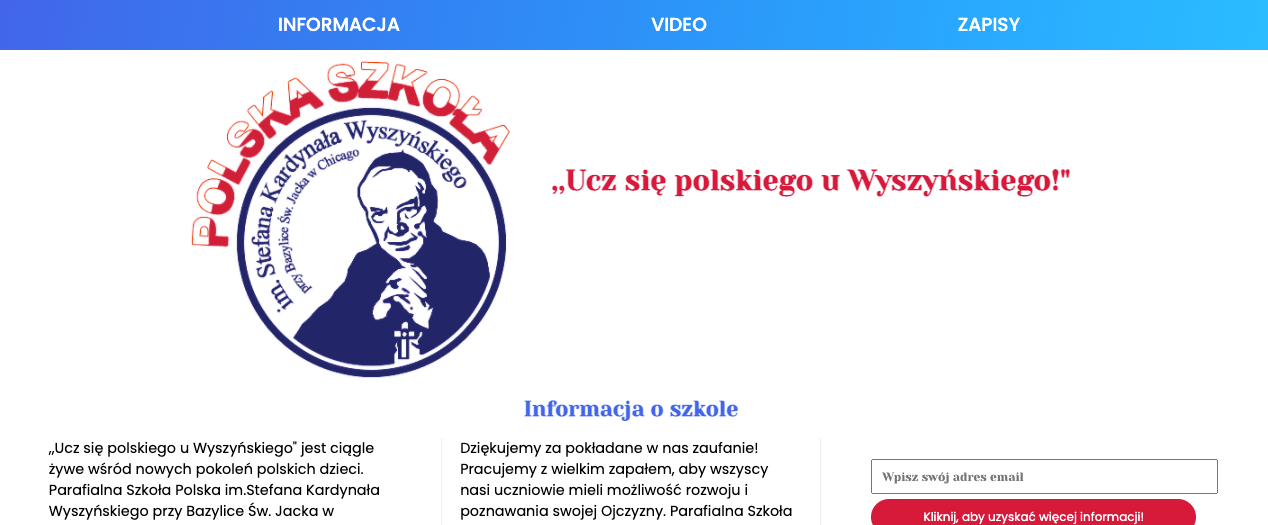 INFORMACJA VIDEO ZAPISY
POLSKA SZKOŁA
im. Stefana Kardynała Wyszyńskiego
przy Bazylice Św. Jacka w Chicago
,,Ucz się polskiego u Wyszyńskiego!"
Informacja o szkole
,,Ucz się polskiego u Wyszyńskiego" jest ciągle
żywe wśród nowych pokoleń polskich dzieci.
Parafialna Szkoła Polska im.Stefana Kardynała
Wyszyńskiego przy Bazylice Św. Jacka w
Dziękujemy za pokładane w nas zaufanie!
Pracujemy z wielkim zapałem, aby wszyscy
nasi uczniowie mieli możliwość rozwoju i
poznawania swojej Ojczyzny. Parafialna Szkoła
Wpisz swój adres email
Kliknij, aby uzyskać więcej informacji!